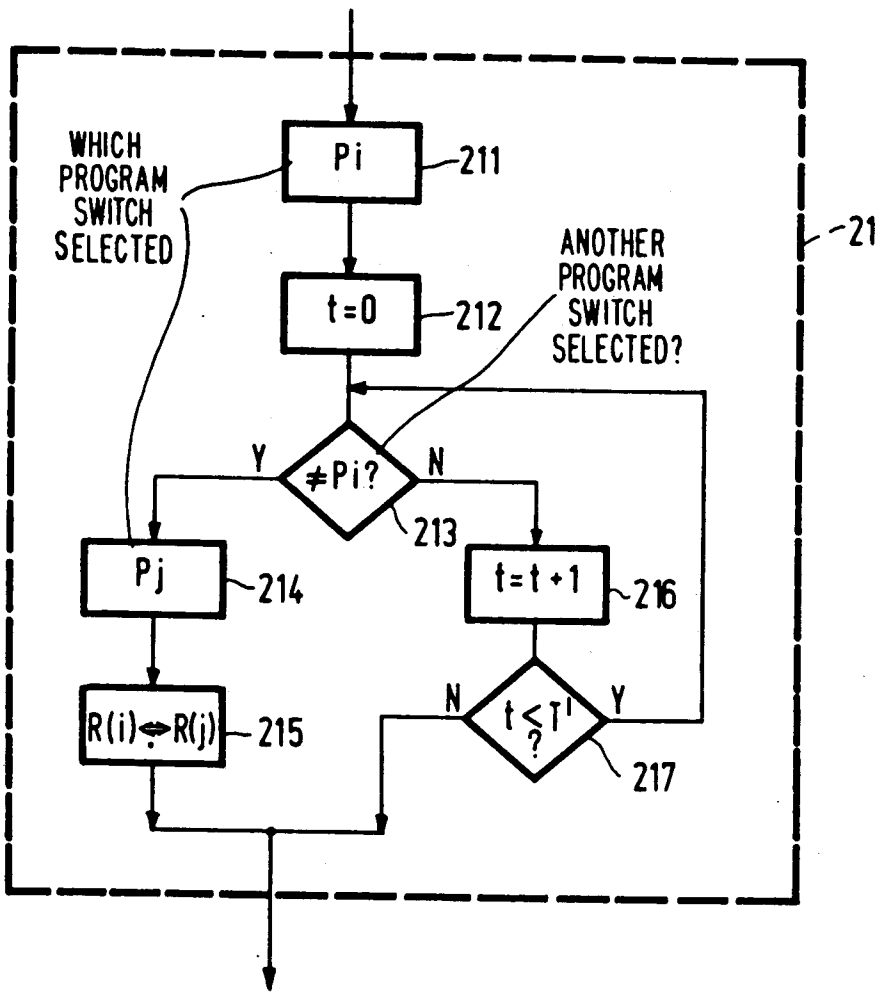 WHICH
PROGRAM
SWITCH
SELECTED
Pi
211
21
t=0
212
ANOTHER
PROGRAM
SWITCH
SELECTED?
Y
≠Pi?
N
213
Pj
214
t=t+1
216
R(i)⇔R(j)
215
N
t<T'
?
Y
217